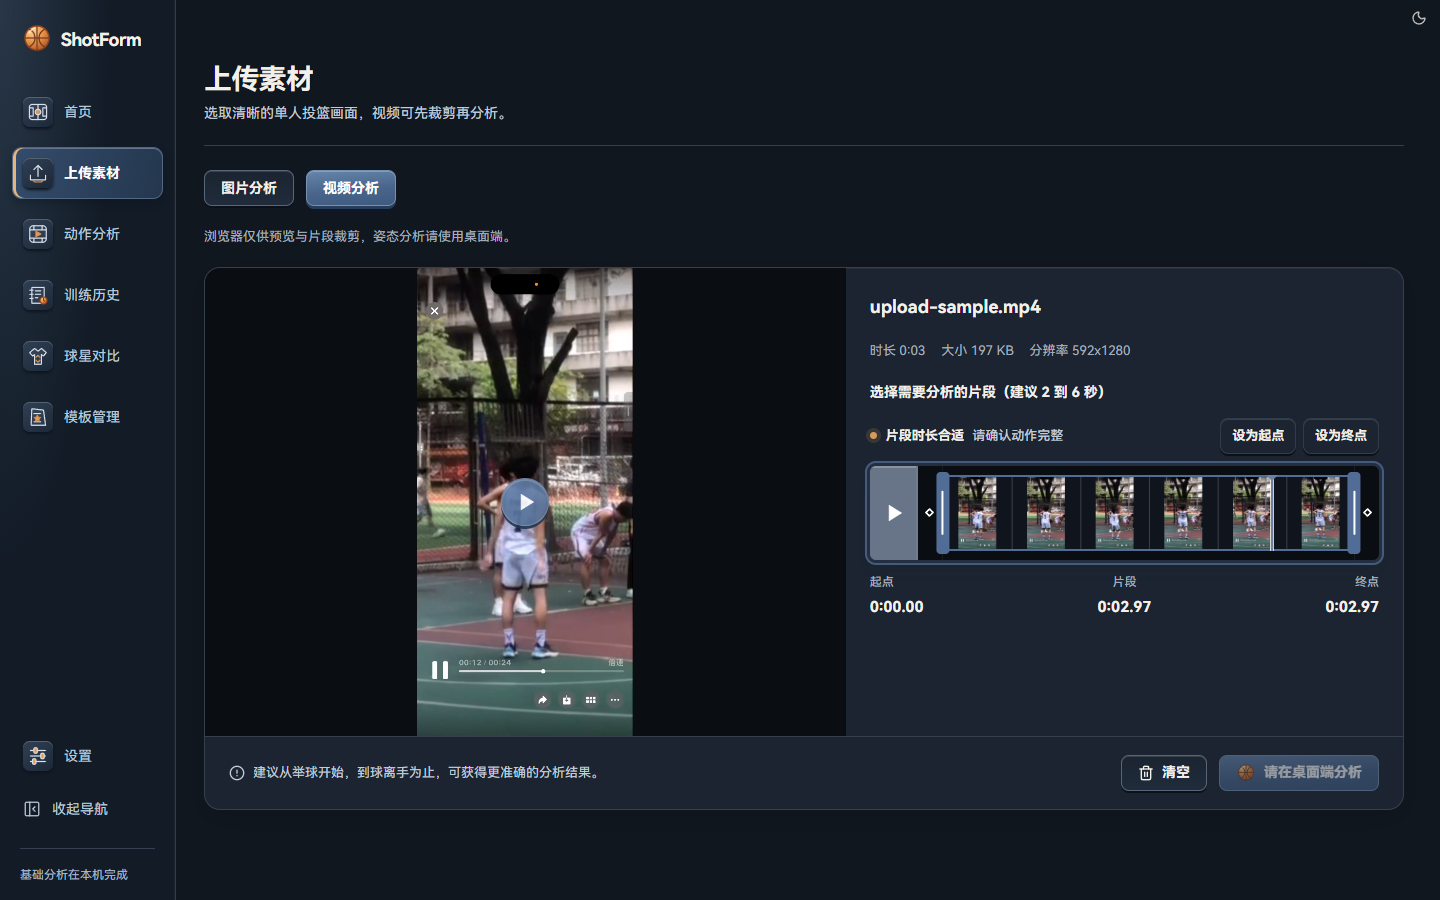 ShotForm
首页
上传素材
动作分析
训练历史
球星对比
模板管理
设置
收起导航
基础分析在本机完成
上传素材
选取清晰的单人投篮画面，视频可先裁剪再分析。
图片分析
视频分析
浏览器仅供预览与片段裁剪，姿态分析请使用桌面端。
00:12 / 00:24
倍速
upload-sample.mp4
时长 0:03 大小 197 KB 分辨率 592x1280
选择需要分析的片段（建议 2 到 6 秒）
片段时长合适 请确认动作完整
设为起点
设为终点
起点 片段 终点
0:00.00 0:02.97 0:02.97
建议从举球开始，到球离手为止，可获得更准确的分析结果。
清空
请在桌面端分析